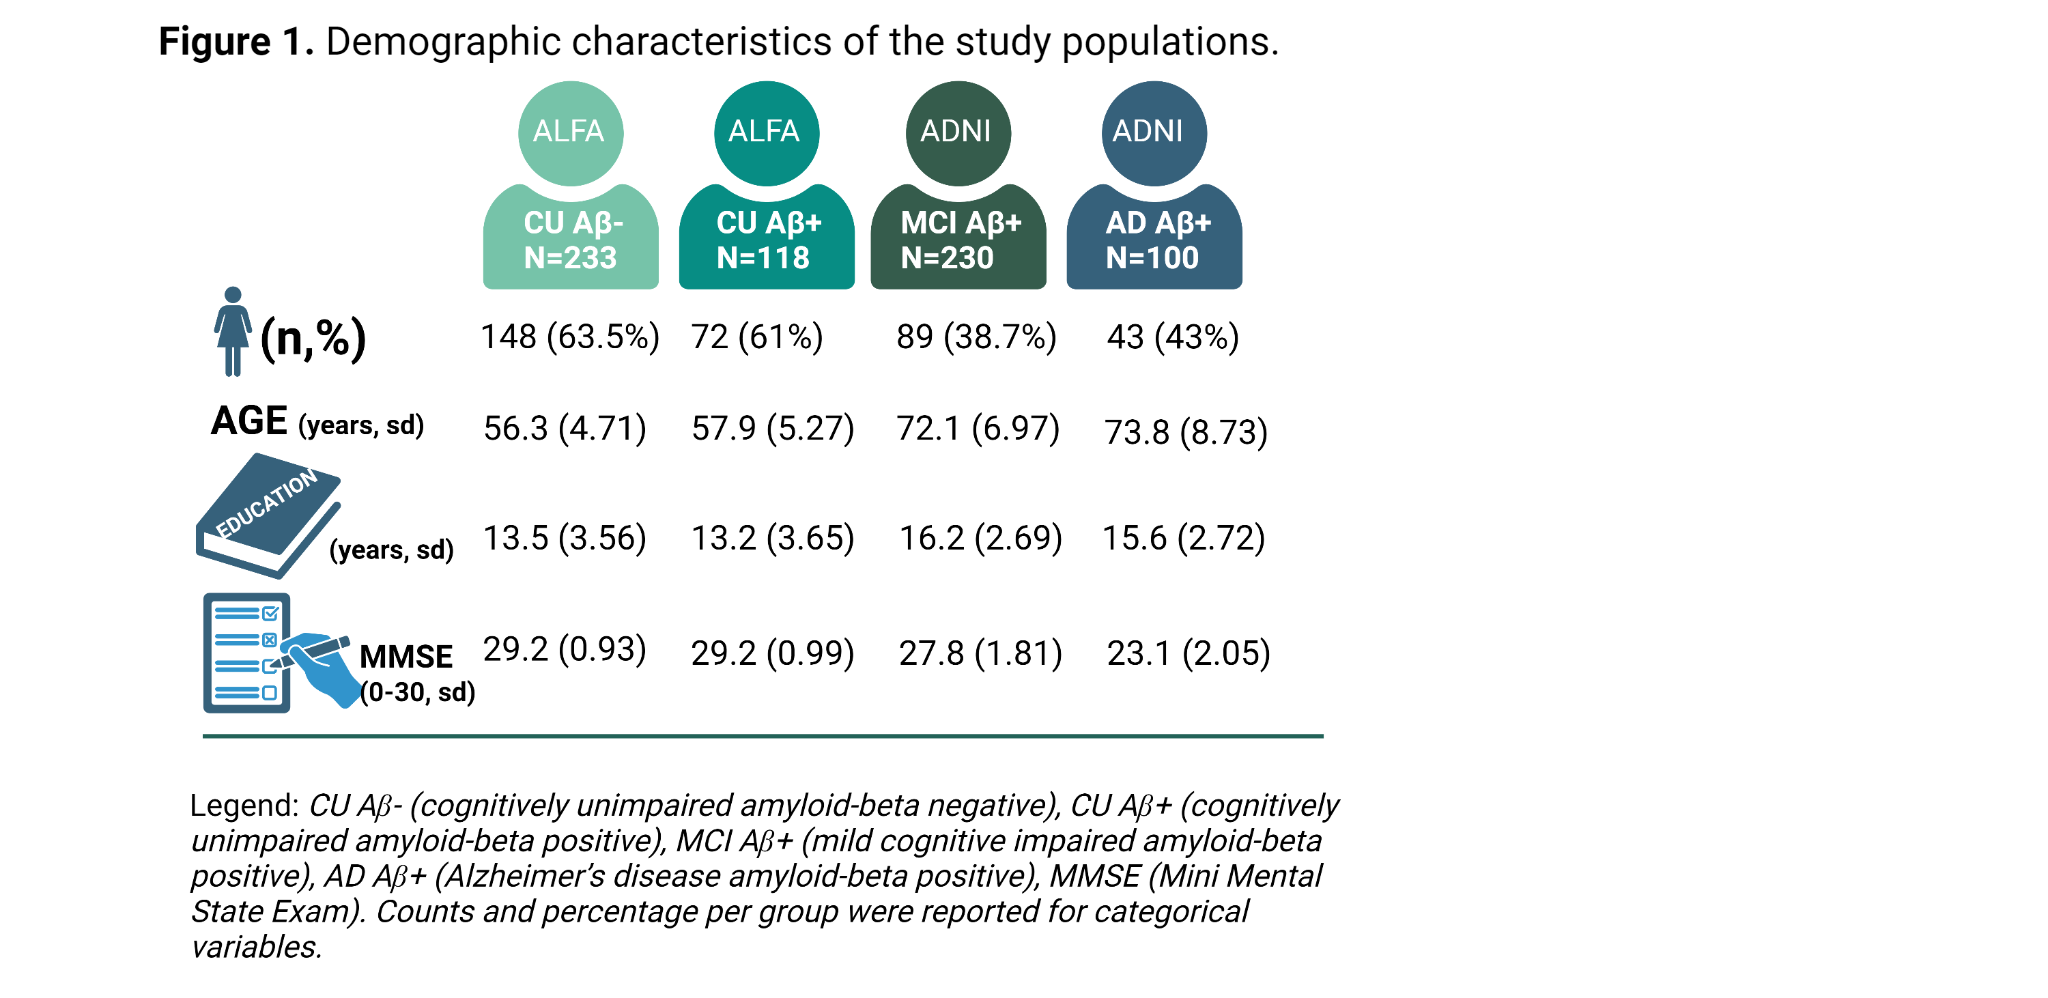 Figure 1. Demographic characteristics of the study populations.
ALFA ALFA ADNI ADNI
CU Aβ- CU Aβ+ MCI Aβ+ AD Aβ+
N=233 N=118 N=230 N=100
(n,%) 148 (63.5%) 72 (61%) 89 (38.7%) 43 (43%)
AGE (years, sd) 56.3 (4.71) 57.9 (5.27) 72.1 (6.97) 73.8 (8.73)
EDUCATION
(years, sd) 13.5 (3.56) 13.2 (3.65) 16.2 (2.69) 15.6 (2.72)
MMSE 29.2 (0.93) 29.2 (0.99) 27.8 (1.81) 23.1 (2.05)
(0-30, sd)
Legend: CU Aβ- (cognitively unimpaired amyloid-beta negative), CU Aβ+ (cognitively
unimpaired amyloid-beta positive), MCI Aβ+ (mild cognitive impaired amyloid-beta
positive), AD Aβ+ (Alzheimer’s disease amyloid-beta positive), MMSE (Mini Mental
State Exam). Counts and percentage per group were reported for categorical
variables.